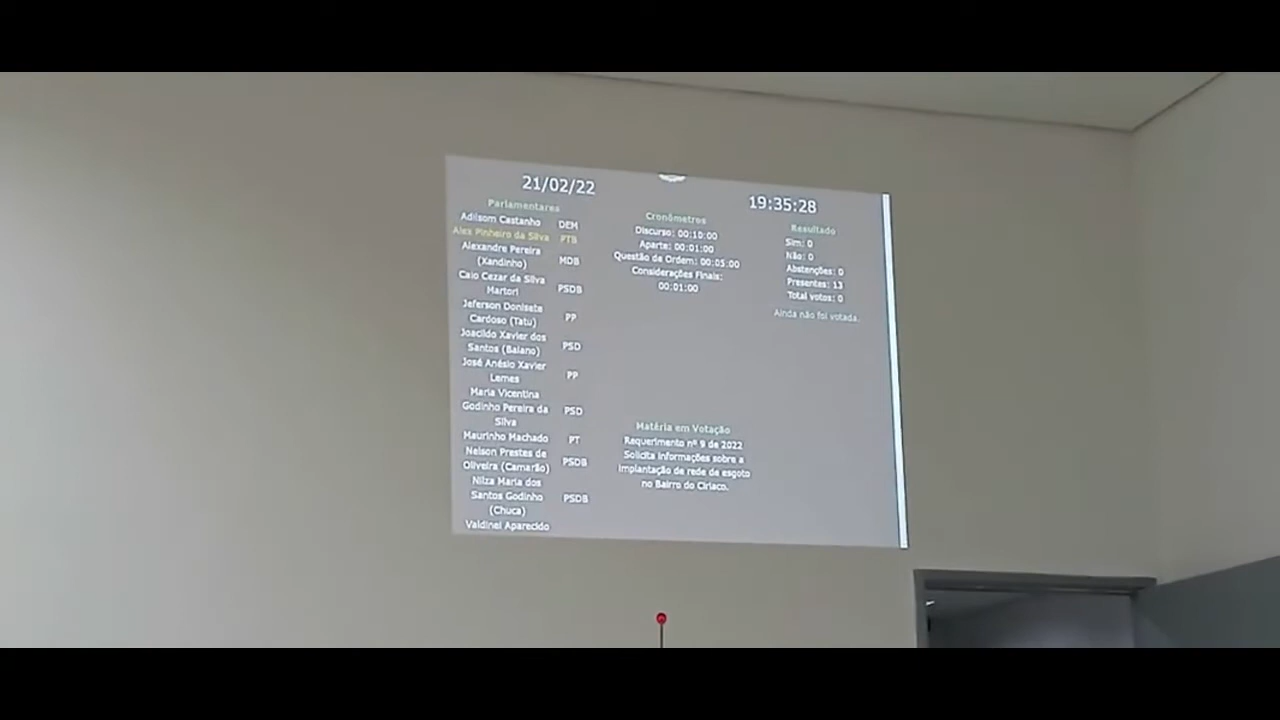 21/02/22
19:35:28
Parlamentares
Adilsom Castanho DEM
Alex Pinheiro da Silva PTB
Alexandre Pereira
(Xandinho) MDB
Caio Cezar da Silva
Martori PSDB
Jeferson Donisete
Cardoso (Tatu) PP
Joacildo Xavier dos
Santos (Baiano) PSD
José Anésio Xavier
Lemes PP
Maria Vicentina
Godinho Pereira da
Silva PSD
Maurinho Machado PT
Nelson Prestes de
Oliveira (Camarão) PSDB
Nilza Maria dos
Santos Godinho
(Chuca) PSDB
Valdinei Aparecido
Cronômetros
Discurso: 00:10:00
Aparte: 00:01:00
Questão de Ordem: 00:05:00
Considerações Finais:
00:01:00
Matéria em Votação
Requerimento nº 9 de 2022
Solicita informações sobre a
implantação de rede de esgoto
no Bairro do Ciriaco.
Resultado
Sim: 0
Não: 0
Abstenções: 0
Presentes: 13
Total votos: 0
Ainda não foi votada.